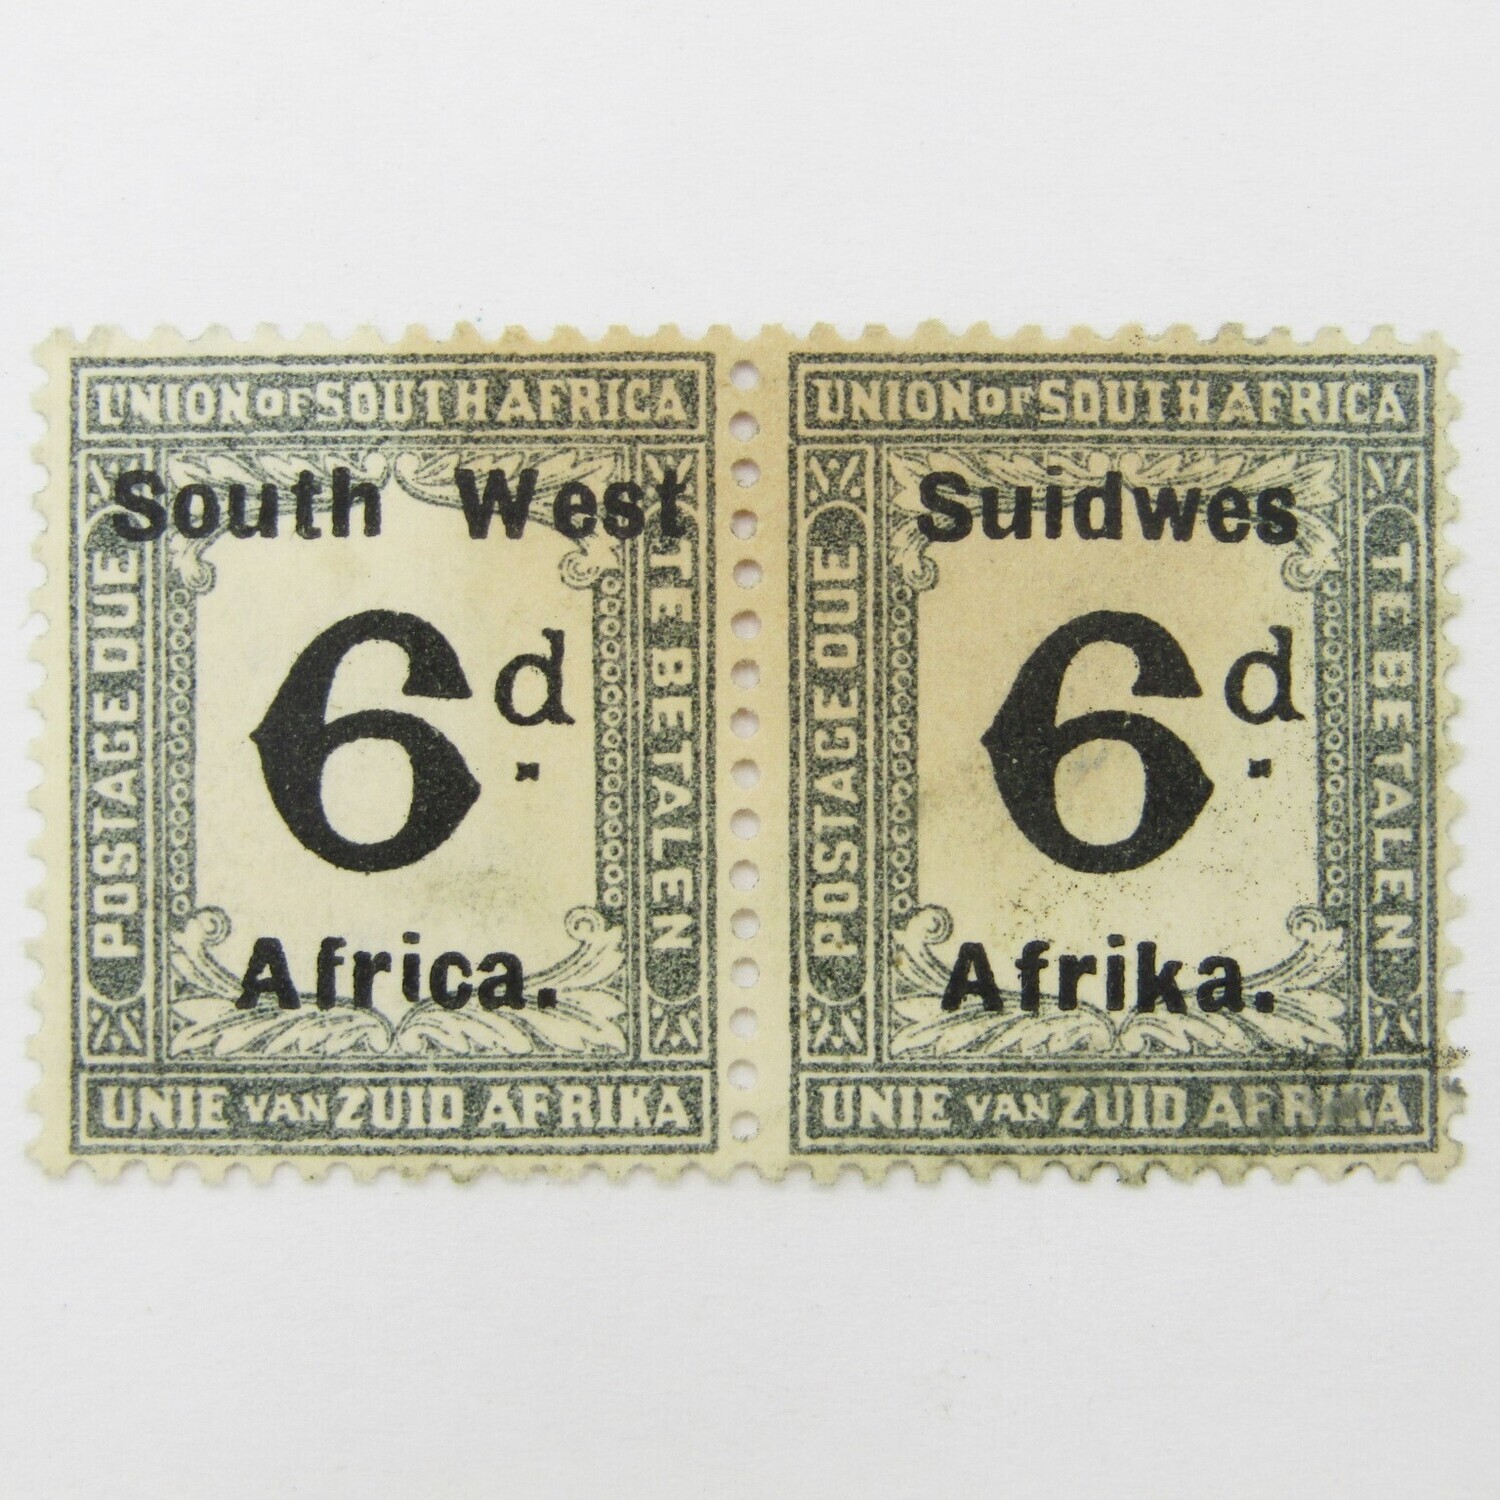 UNION OF SOUTH AFRICA
South West
POSTAGE DUE
6d.
TE BETALEN
Africa.
UNIE VAN ZUID AFRIKA
UNION OF SOUTH AFRICA
Suidwes
POSTAGE DUE
6d.
TE BETALEN
Afrika.
UNIE VAN ZUID AFRIKA